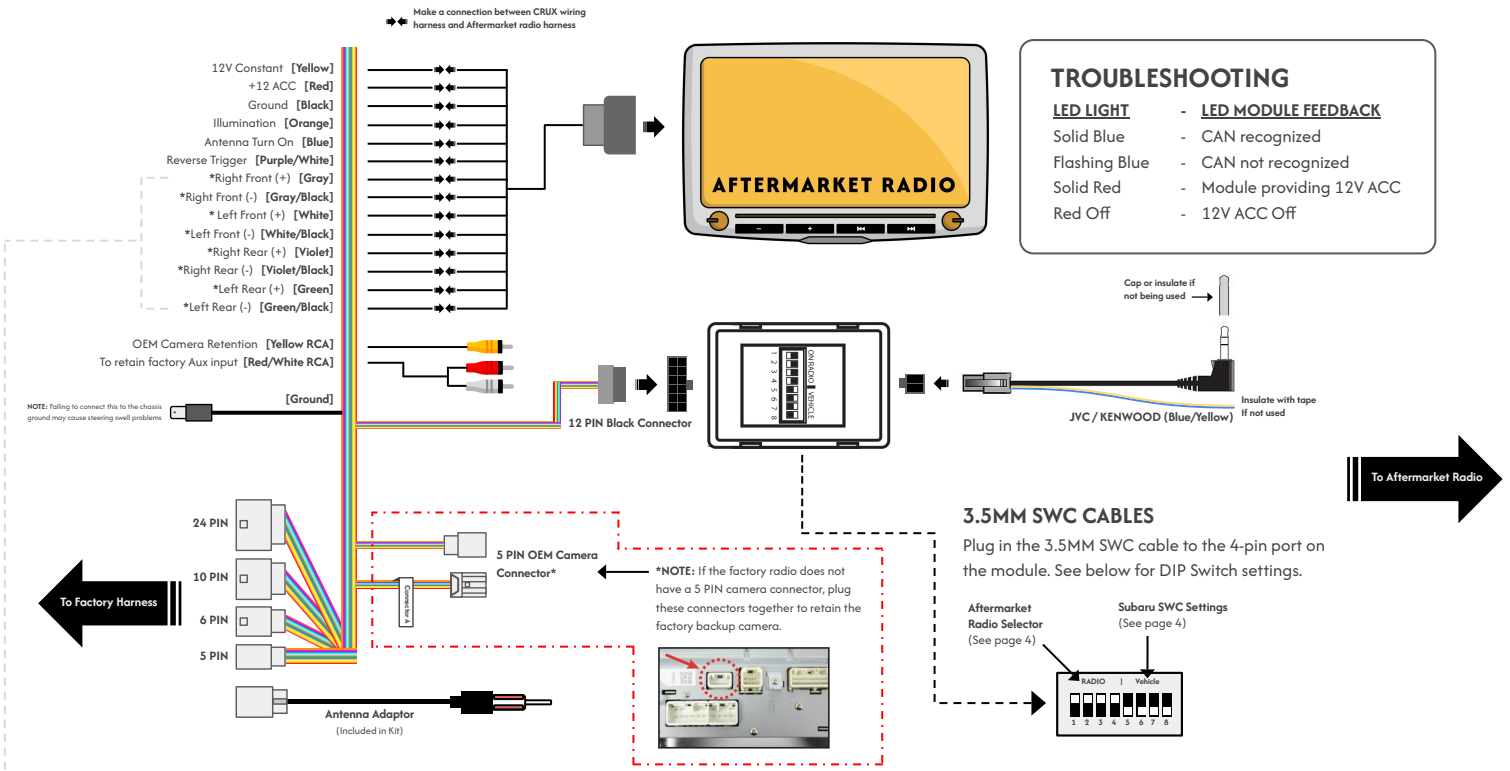 Make a connection between CRUX wiring
harness and Aftermarket radio harness
12V Constant [Yellow]
+12 ACC [Red]
Ground [Black]
Illumination [Orange]
Antenna Turn On [Blue]
Reverse Trigger [Purple/White]
*Right Front (+) [Gray]
*Right Front (-) [Gray/Black]
* Left Front (+) [White]
*Left Front (-) [White/Black]
*Right Rear (+) [Violet]
*Right Rear (-) [Violet/Black]
*Left Rear (+) [Green]
*Left Rear (-) [Green/Black]
AFTERMARKET RADIO
TROUBLESHOOTING
LED LIGHT - LED MODULE FEEDBACK
Solid Blue - CAN recognized
Flashing Blue - CAN not recognized
Solid Red - Module providing 12V ACC
Red Off - 12V ACC Off
OEM Camera Retention [Yellow RCA]
To retain factory Aux input [Red/White RCA]
[Ground]
NOTE: Failing to connect this to the chassis
ground may cause steering swell problems
12 PIN Black Connector
ON RADIO VEHICLE
1 2 3 4 5 6 7 8
Cap or insulate if
not being used
Insulate with tape
If not used
JVC / KENWOOD (Blue/Yellow)
To Aftermarket Radio
24 PIN
10 PIN
6 PIN
5 PIN
To Factory Harness
Connector A
5 PIN OEM Camera
Connector*
*NOTE: If the factory radio does not
have a 5 PIN camera connector, plug
these connectors together to retain the
factory backup camera.
Antenna Adaptor
(Included in Kit)
3.5MM SWC CABLES
Plug in the 3.5MM SWC cable to the 4-pin port on
the module. See below for DIP Switch settings.
Aftermarket
Radio Selector
(See page 4)
Subaru SWC Settings
(See page 4)
RADIO | Vehicle
1 2 3 4 5 6 7 8